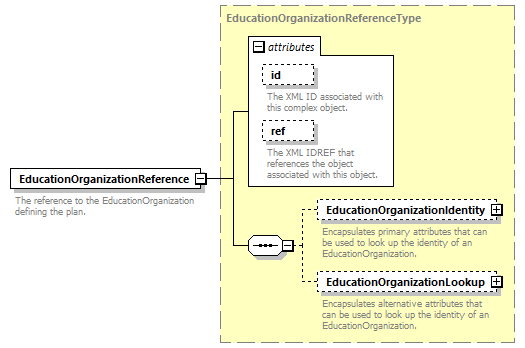 EducationOrganizationReferenceType
attributes
id
The XML ID associated with
this complex object.
ref
The XML IDREF that
references the object
associated with this object.
EducationOrganizationReference
The reference to the EducationOrganization
defining the plan.
EducationOrganizationIdentity
Encapsulates primary attributes that can
be used to look up the identity of an
EducationOrganization.
EducationOrganizationLookup
Encapsulates alternative attributes that
can be used to look up the identity of an
EducationOrganization.